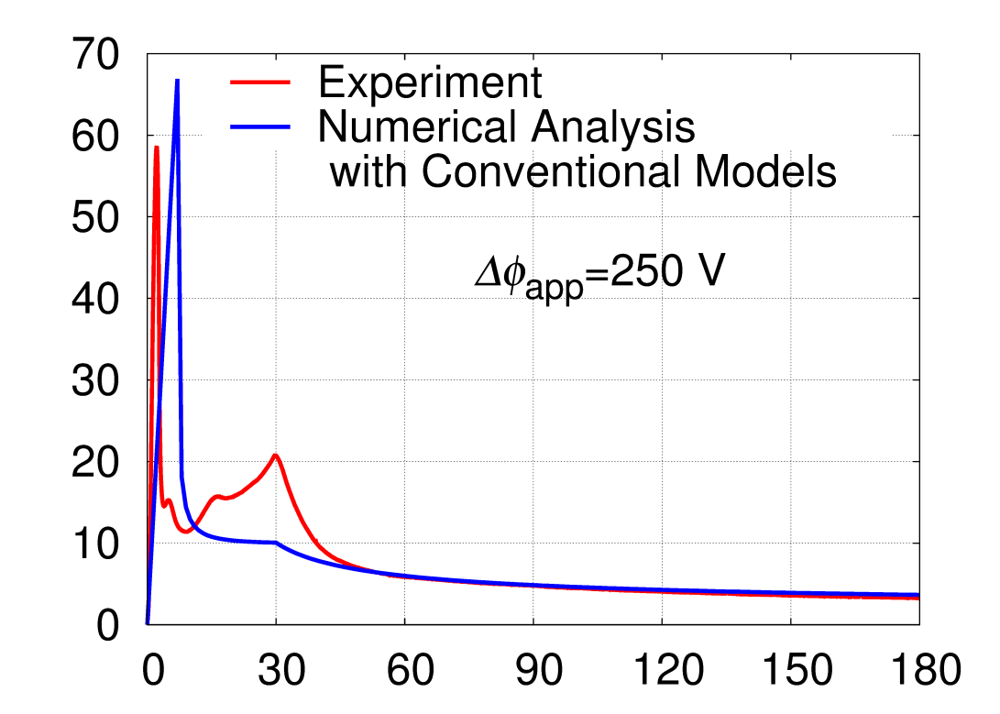 70
Experiment
Numerical Analysis
60
with Conventional Models
50
Δϕapp=250 V
40
30
20
10
0
0 30 60 90 120 150 180